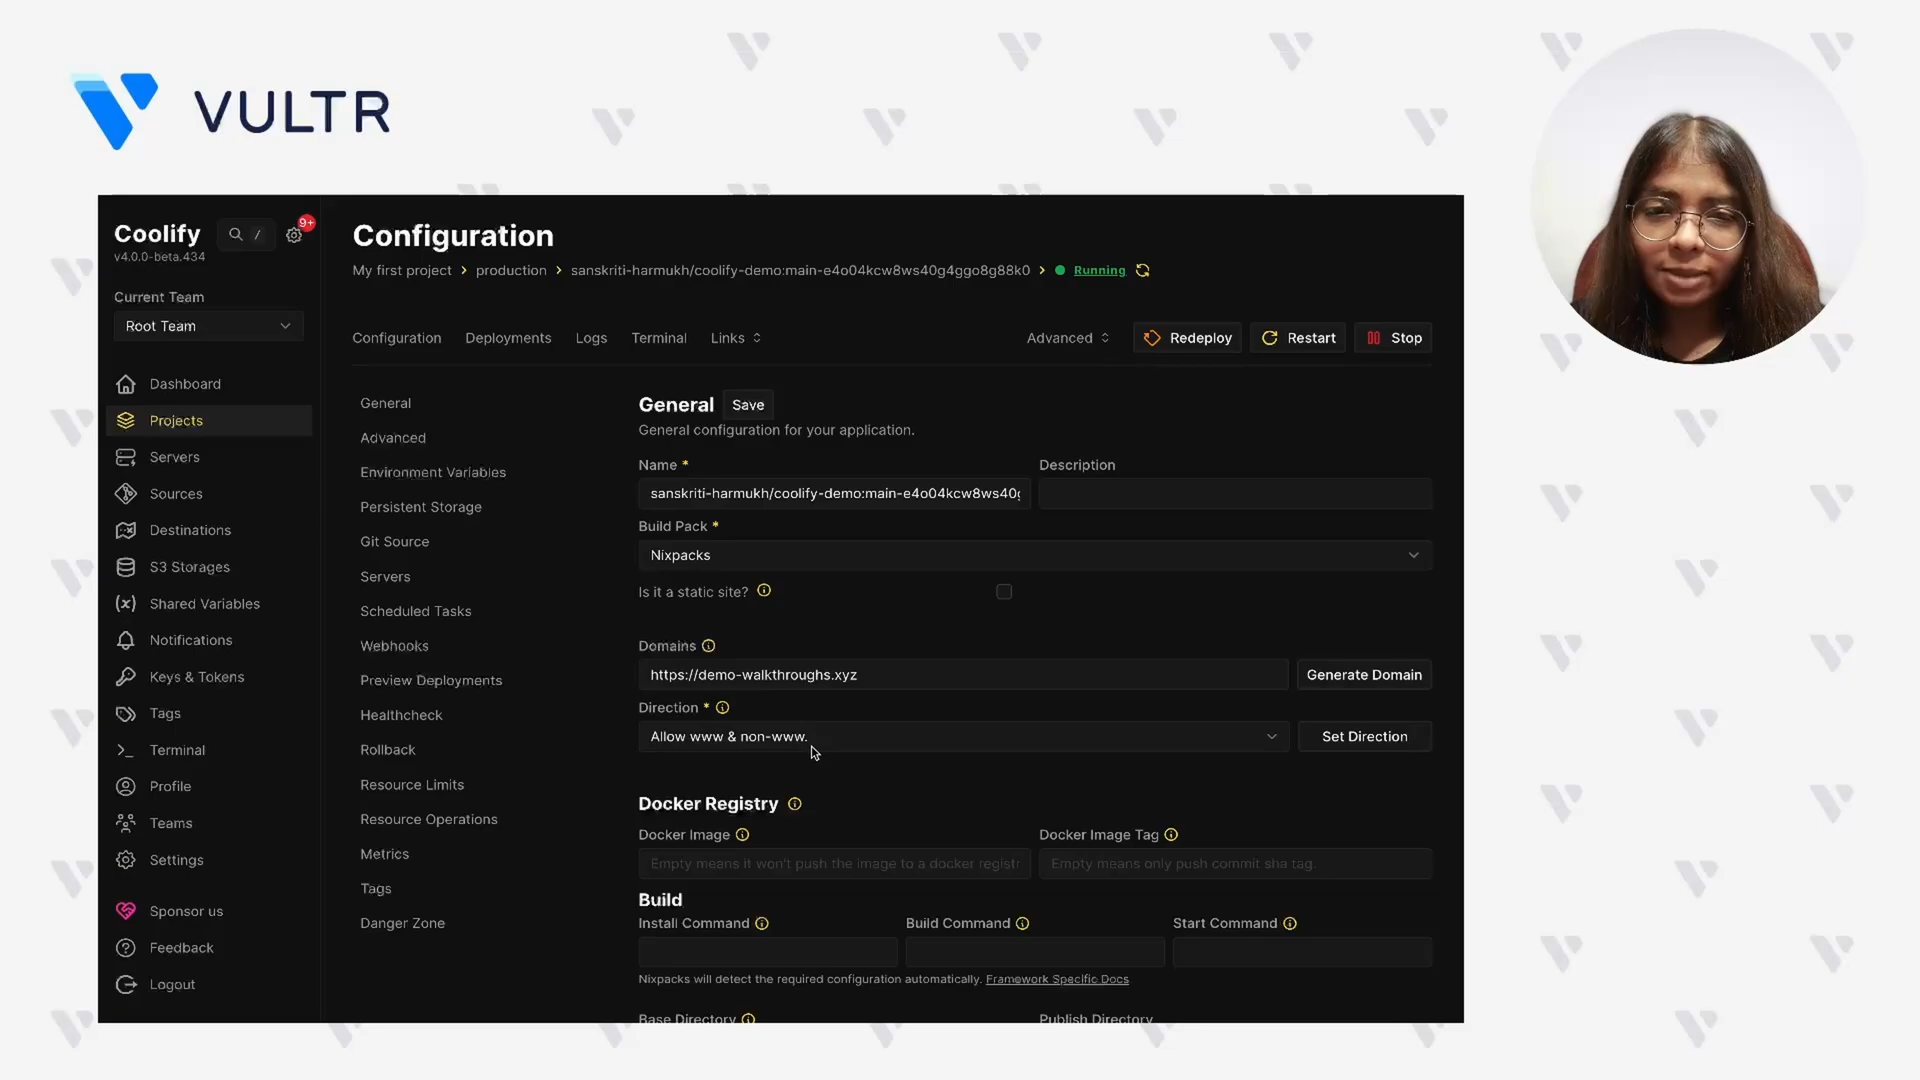 VULTR
Coolify
/
9+
v4.0.0-beta.434
Current Team
Root Team
Dashboard
Projects
Servers
Sources
Destinations
S3 Storages
Shared Variables
Notifications
Keys & Tokens
Tags
Terminal
Profile
Teams
Settings
Sponsor us
Feedback
Logout
Configuration
My first project > production > sanskriti-harmukh/coolify-demo:main-e4o04kcw8ws40g4ggo8g88k0 > Running
Configuration Deployments Logs Terminal Links Advanced Redeploy Restart Stop
General
Advanced
Environment Variables
Persistent Storage
Git Source
Servers
Scheduled Tasks
Webhooks
Preview Deployments
Healthcheck
Rollback
Resource Limits
Resource Operations
Metrics
Tags
Danger Zone
General Save
General configuration for your application.
Name * Description
sanskriti-harmukh/coolify-demo:main-e4o04kcw8ws40g
Build Pack *
Nixpacks
Is it a static site?
Domains
https://demo-walkthroughs.xyz Generate Domain
Direction *
Allow www & non-www. Set Direction
Docker Registry
Docker Image Docker Image Tag
Empty means it won't push the image to a docker registr Empty means only push commit sha tag.
Build
Install Command Build Command Start Command
Nixpacks will detect the required configuration automatically. Framework Specific Docs
Base Directory Publish Directory